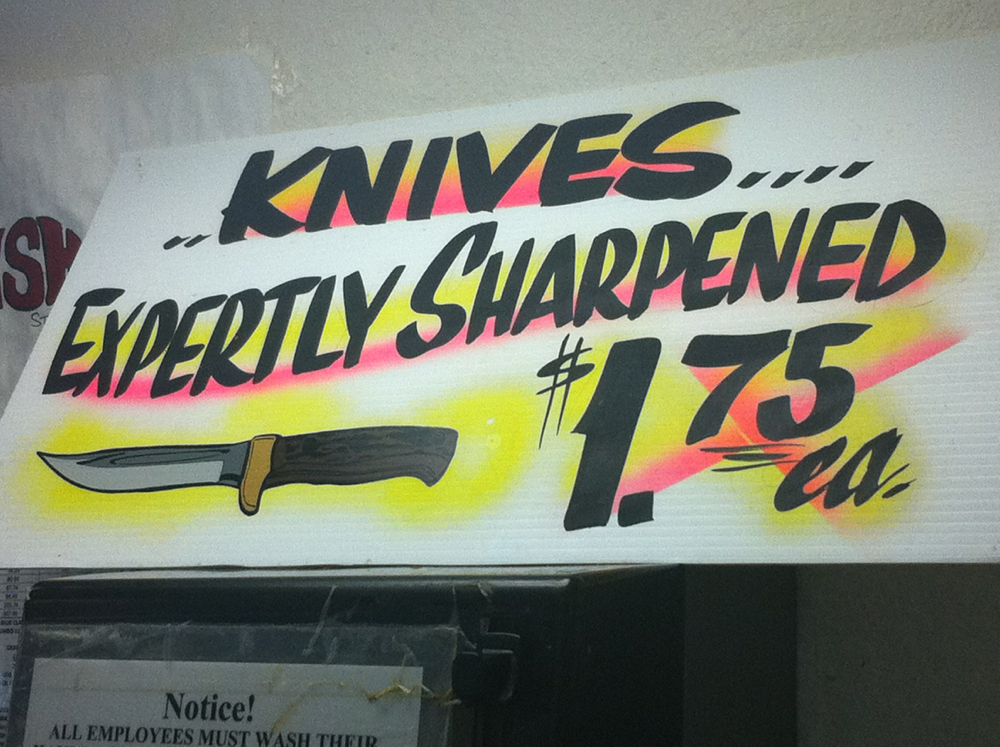 ..KNIVES....
EXPERTLY SHARPENED
$1.75 ea.
Notice!
ALL EMPLOYEES MUST WASH THEIR